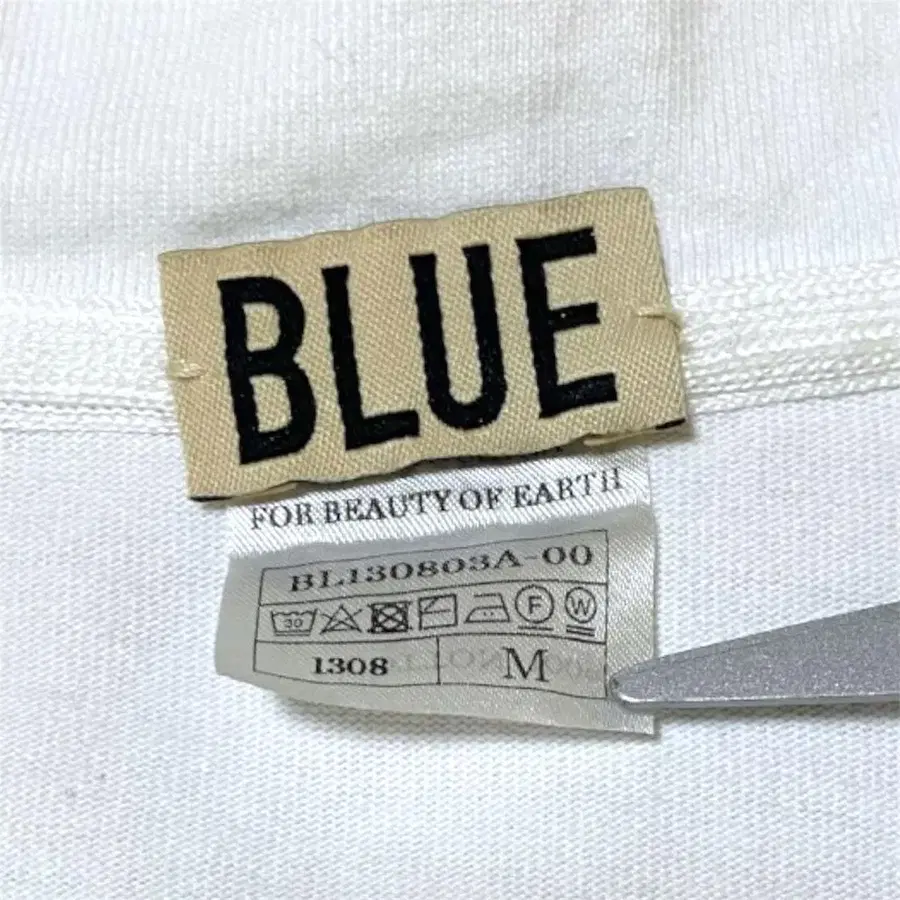 BLUE
FOR BEAUTY OF EARTH
BL130803A-00
30 F W
1308 M